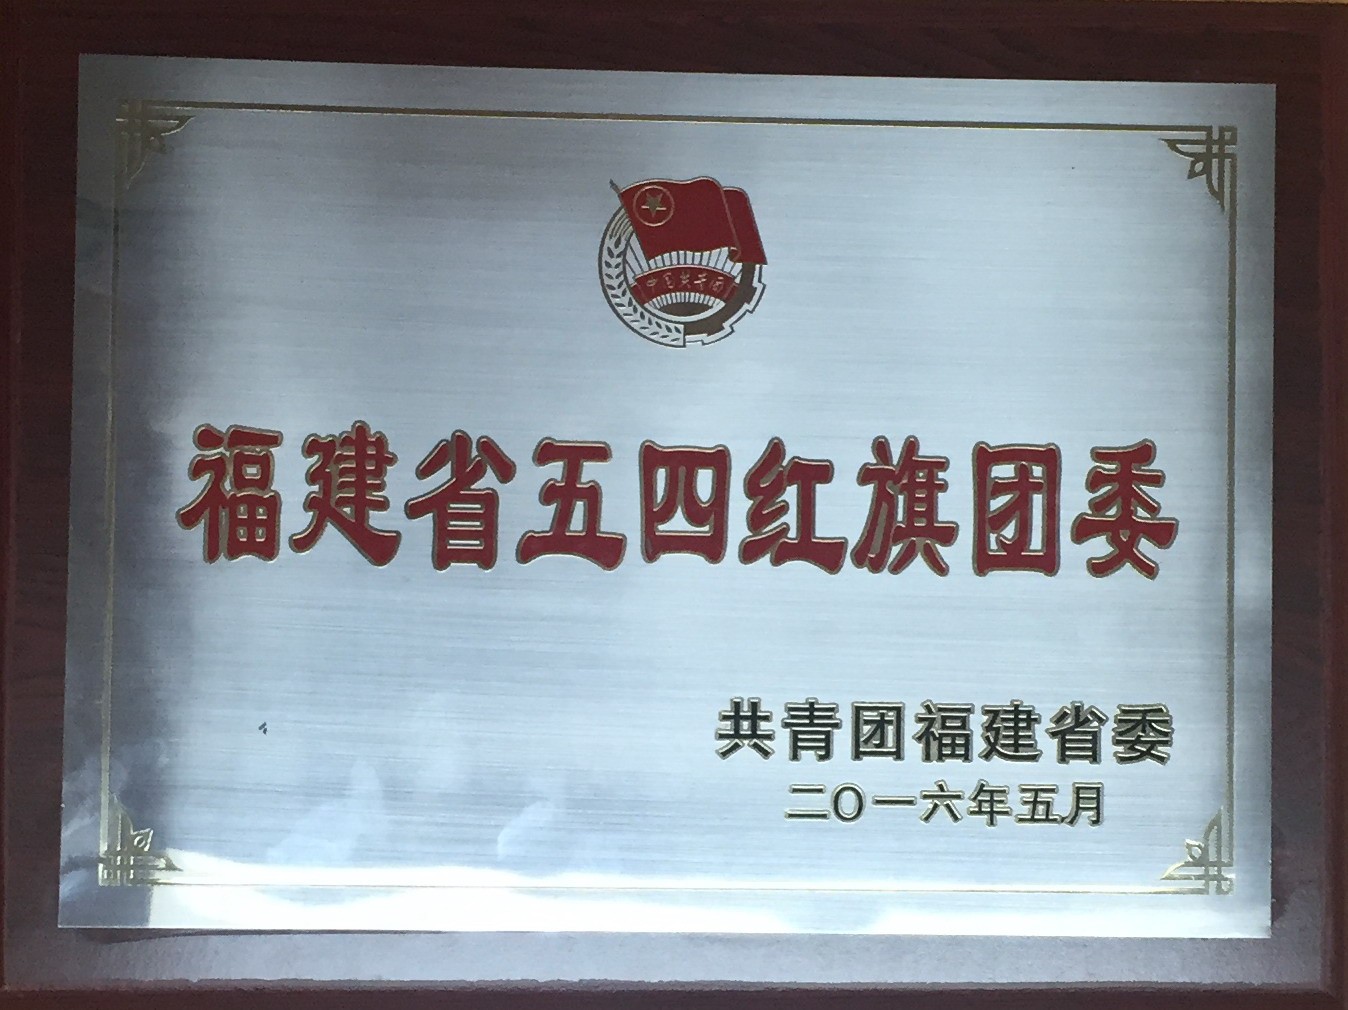 中国共青团
福建省五四红旗团委
共青团福建省委
二〇一六年五月